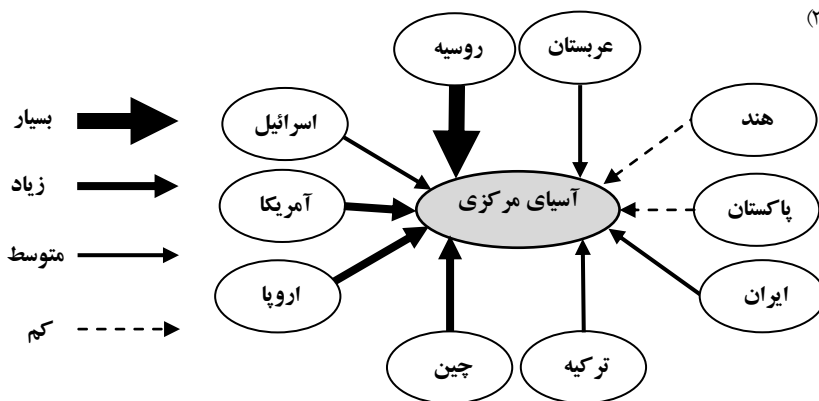 (۲
روسیه
عربستان
بسیار
اسرائیل
هند
زیاد
آمریکا
آسیای مرکزی
پاکستان
متوسط
اروپا
ایران
کم
چین
ترکیه